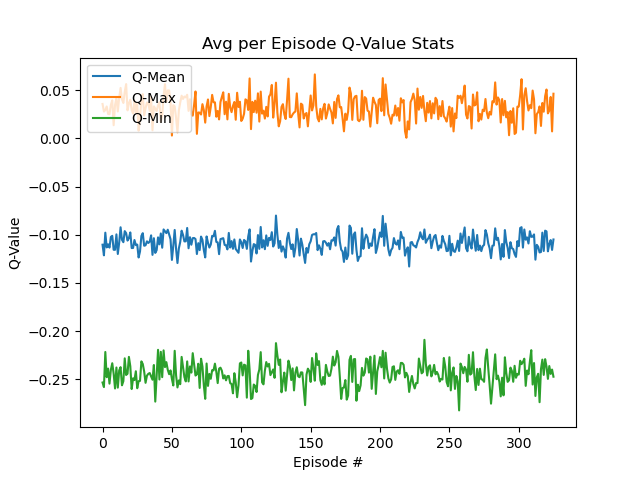 Avg per Episode Q-Value Stats
Q-Mean
Q-Max
Q-Min
Q-Value
0.05
0.00
−0.05
−0.10
−0.15
−0.20
−0.25
0 50 100 150 200 250 300
Episode #